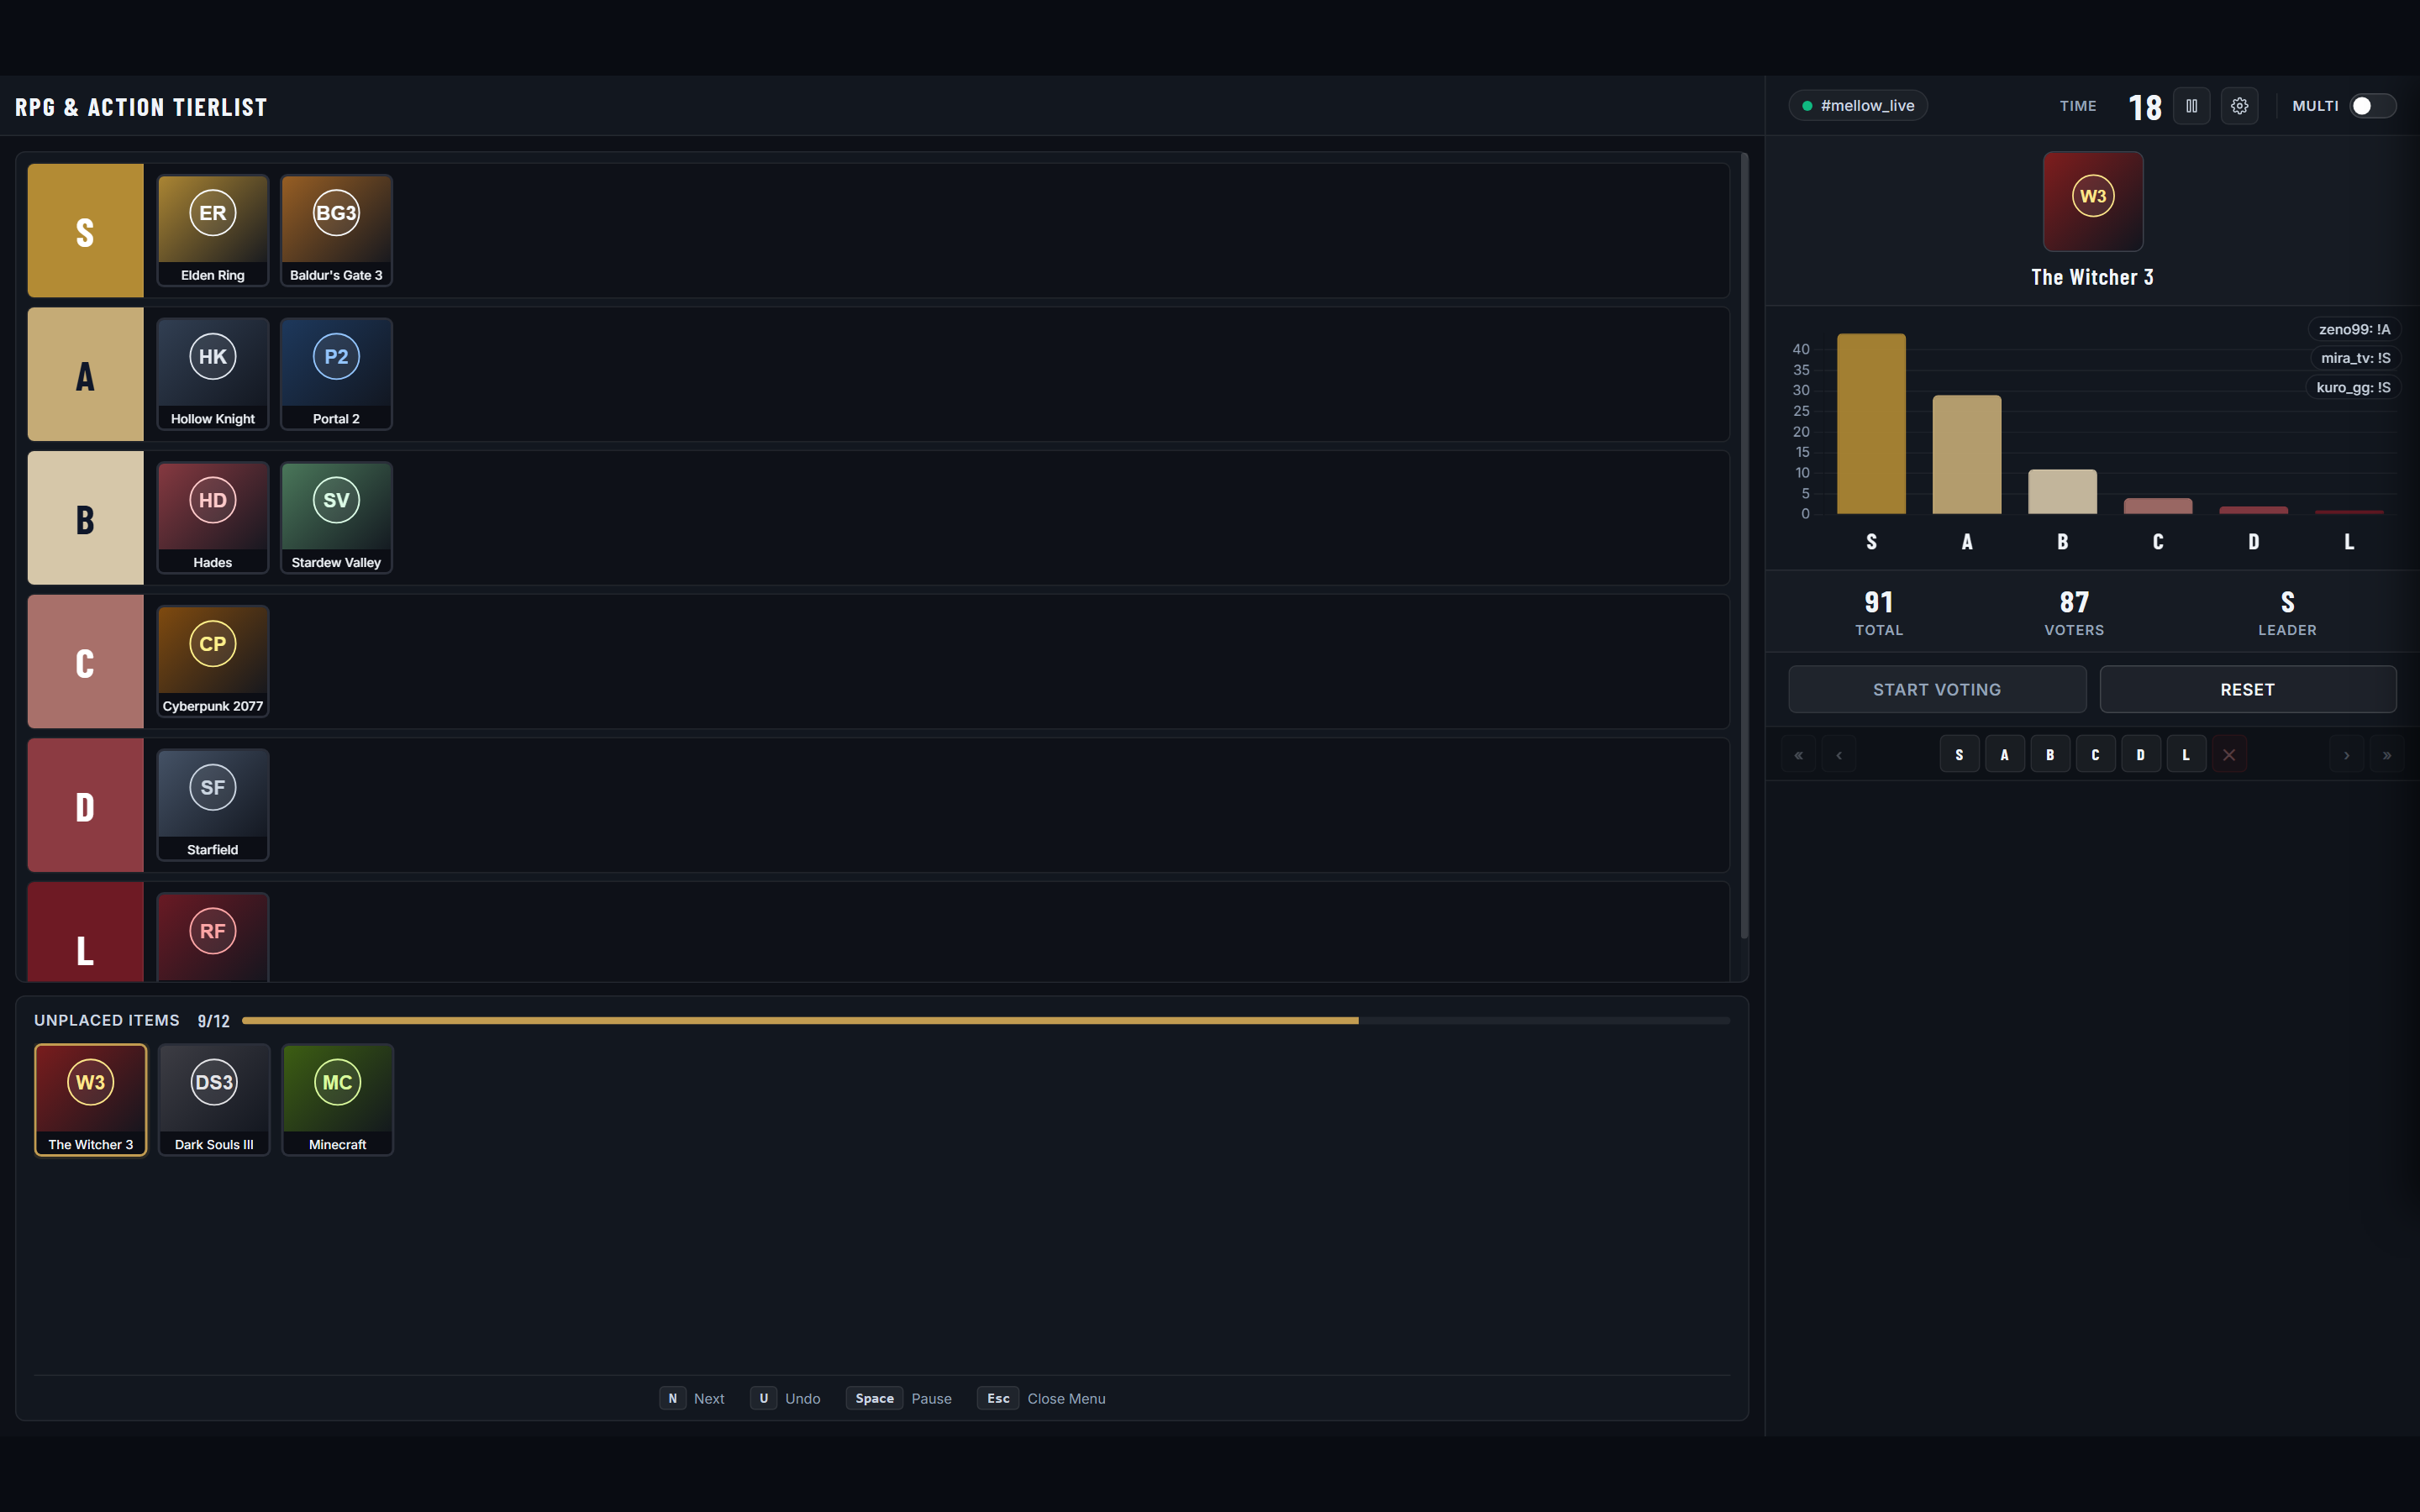 RPG & ACTION TIERLIST
#mellow_live
TIME 18
MULTI
S
ER
Elden Ring
BG3
Baldur's Gate 3
A
HK
Hollow Knight
P2
Portal 2
B
HD
Hades
SV
Stardew Valley
C
CP
Cyberpunk 2077
D
SF
Starfield
L
RF
UNPLACED ITEMS 9/12
W3
The Witcher 3
DS3
Dark Souls III
MC
Minecraft
N Next U Undo Space Pause Esc Close Menu
W3
The Witcher 3
zeno99: !A
mira_tv: !S
kuro_gg: !S
40
35
30
25
20
15
10
5
0
S A B C D L
91 87 S
TOTAL VOTERS LEADER
START VOTING RESET
« ‹ S A B C D L › »